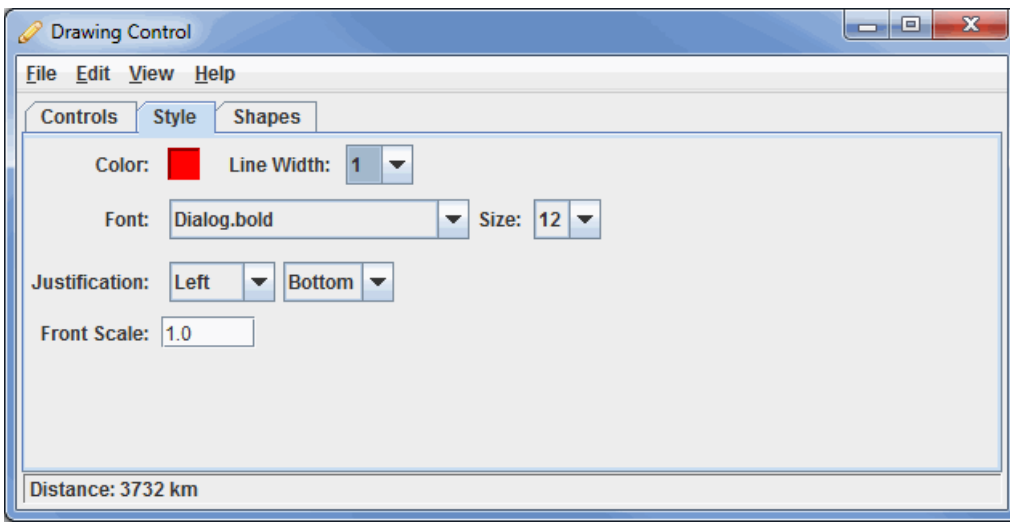 Drawing Control
File Edit View Help
Controls Style Shapes
Color: Line Width: 1
Font: Dialog.bold Size: 12
Justification: Left Bottom
Front Scale: 1.0
Distance: 3732 km